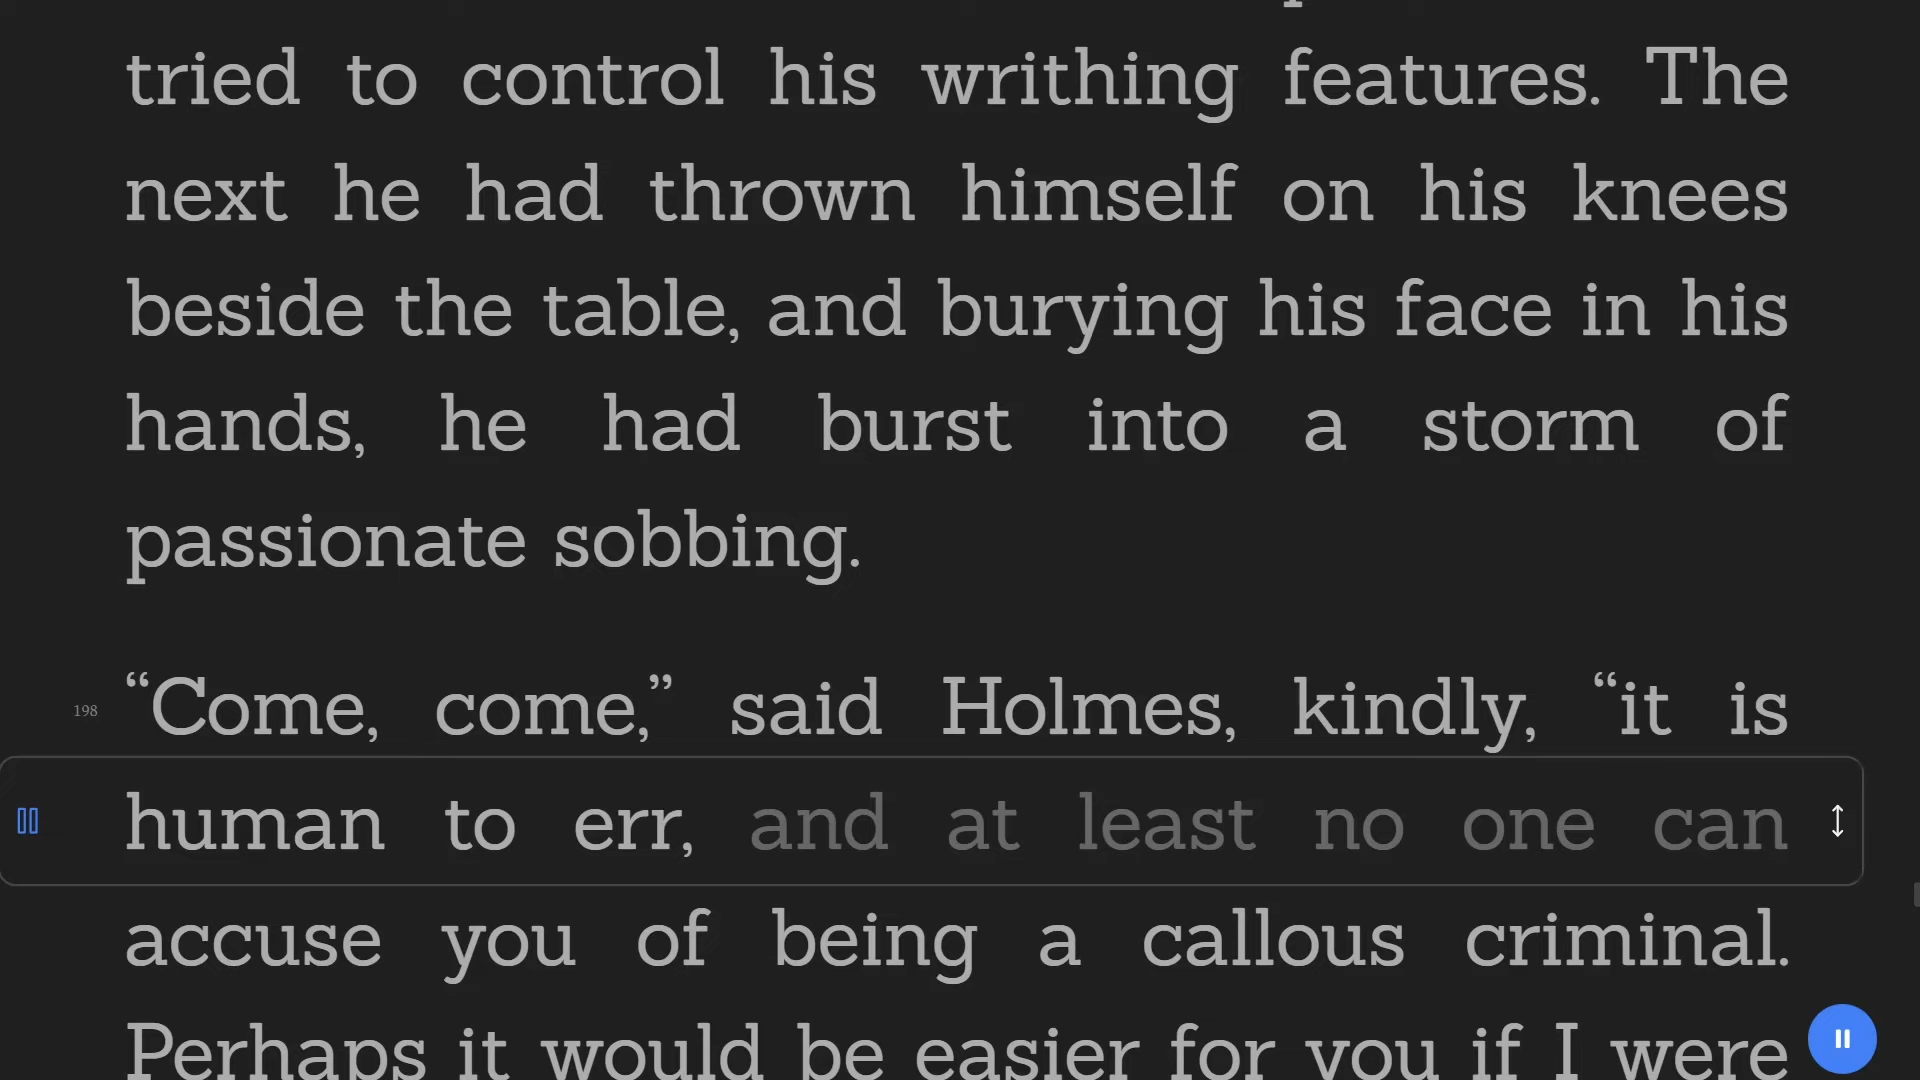 tried to control his writhing features. The
next he had thrown himself on his knees
beside the table, and burying his face in his
hands, he had burst into a storm of
passionate sobbing.
198
“Come, come,” said Holmes, kindly, “it is
human to err, and at least no one can
accuse you of being a callous criminal.
Perhaps it would be easier for you if I were